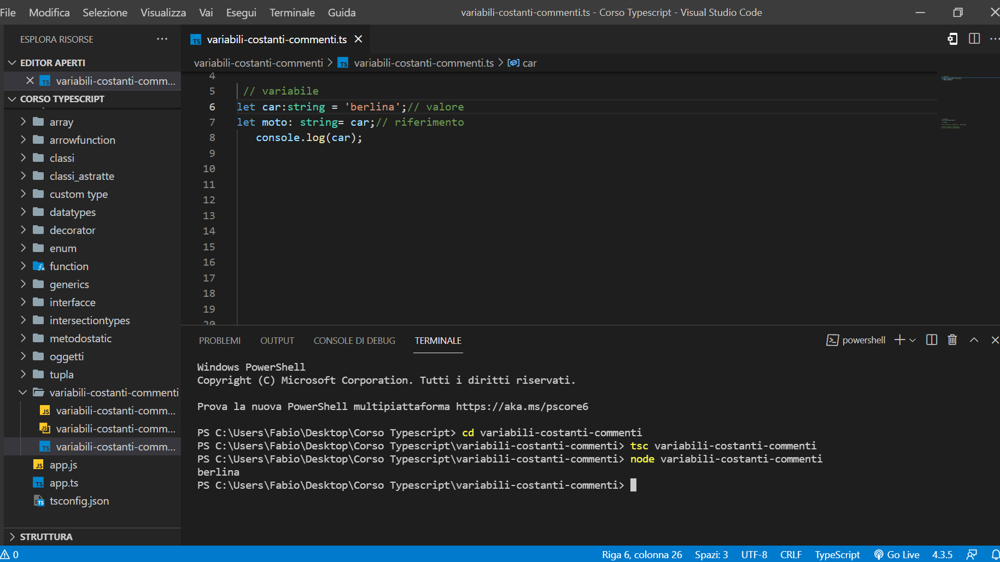 File Modifica Selezione Visualizza Vai Esegui Terminale Guida variabili-costanti-commenti.ts - Corso Typescript - Visual Studio Code
ESPLORA RISORSE
EDITOR APERTI
variabili-costanti-comm...
CORSO TYPESCRIPT
array
arrowfunction
classi
classi_astratte
custom type
datatypes
decorator
enum
function
generics
interfacce
intersectiontypes
metodostatic
oggetti
tupla
variabili-costanti-commenti
JS variabili-costanti-comm...
JS variabili-costanti-comm...
TS variabili-costanti-comm...
JS app.js
TS app.ts
TS tsconfig.json
STRUTTURA
TS variabili-costanti-commenti.ts
variabili-costanti-commenti > TS variabili-costanti-commenti.ts > car
4
5 // variabile
6 let car:string = 'berlina';// valore
7 let moto: string= car;// riferimento
8 console.log(car);
9
10
11
12
13
14
15
16
17
18
19
20
PROBLEMI OUTPUT CONSOLE DI DEBUG TERMINALE powershell
Windows PowerShell
Copyright (C) Microsoft Corporation. Tutti i diritti riservati.
Prova la nuova PowerShell multipiattaforma https://aka.ms/pscore6
PS C:\Users\Fabio\Desktop\Corso Typescript> cd variabili-costanti-commenti
PS C:\Users\Fabio\Desktop\Corso Typescript\variabili-costanti-commenti> tsc variabili-costanti-commenti
PS C:\Users\Fabio\Desktop\Corso Typescript\variabili-costanti-commenti> node variabili-costanti-commenti
berlina
PS C:\Users\Fabio\Desktop\Corso Typescript\variabili-costanti-commenti>
0 Riga 6, colonna 26 Spazi: 3 UTF-8 CRLF TypeScript Go Live 4.3.5